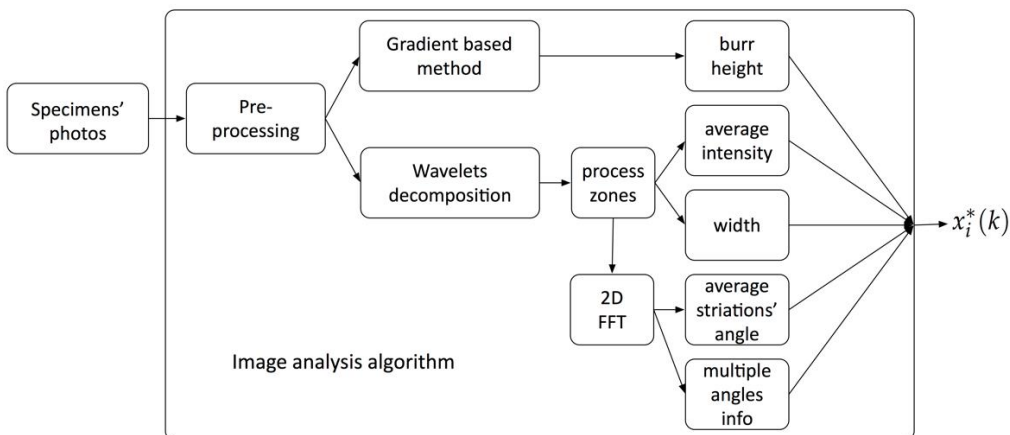 Specimens’
photos
Pre-
processing
Gradient based
method
burr
height
Wavelets
decomposition
process
zones
average
intensity
width
2D
FFT
average
striations’
angle
multiple
angles
info
Image analysis algorithm
x*i(k)